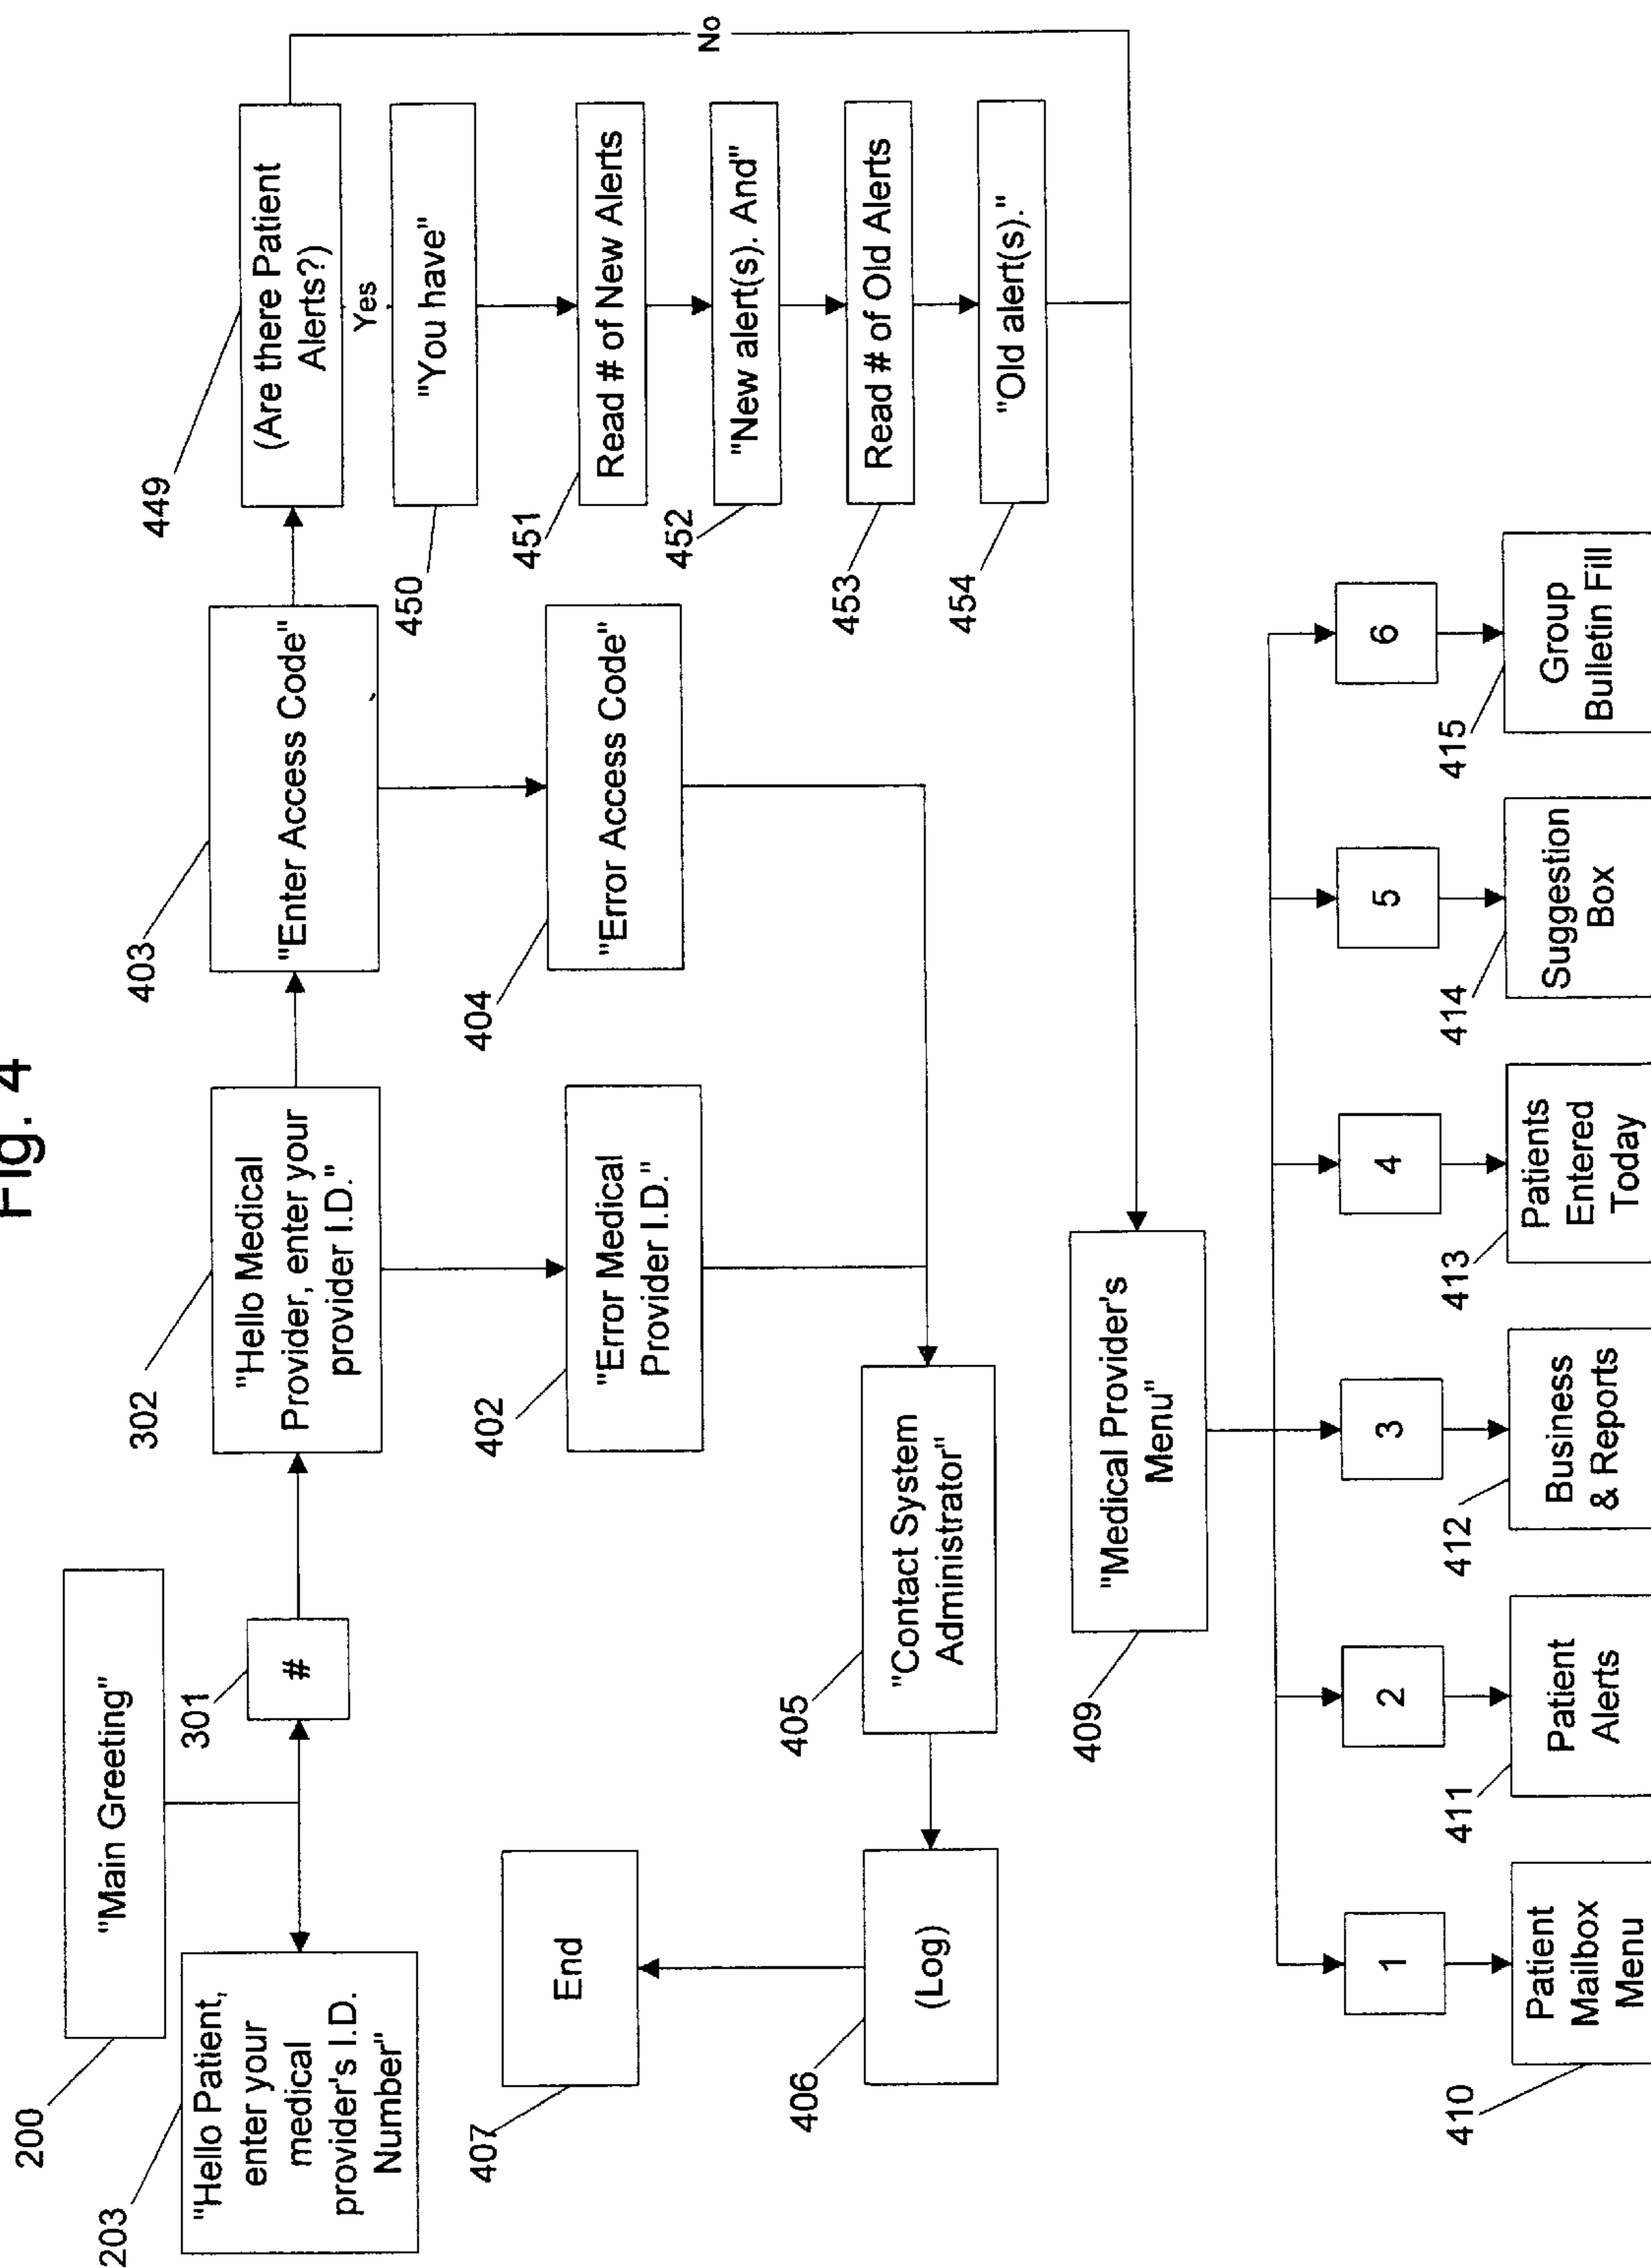 Fig. 4
200
"Main Greeting"
203
"Hello Patient,
enter your
medical
provider's I.D.
Number"
301
#
302
"Hello Medical
Provider, enter your
provider I.D."
403
"Enter Access Code"
449
(Are there Patient
Alerts?)
Yes
No
450
"You have"
451
Read # of New Alerts
452
"New alert(s). And"
453
Read # of Old Alerts
454
"Old alert(s)."
402
"Error Medical
Provider I.D."
404
"Error Access Code"
405
"Contact System
Administrator"
406
(Log)
407
End
409
"Medical Provider's
Menu"
1
2
3
4
5
6
410
Patient
Mailbox
Menu
411
Patient
Alerts
412
Business
& Reports
413
Patients
Entered
Today
414
Suggestion
Box
415
Group
Bulletin Fill